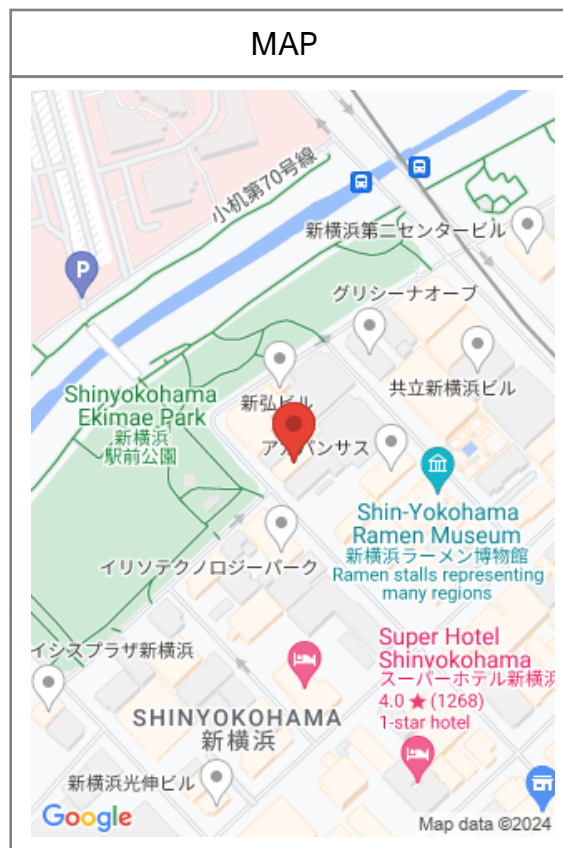 MAP
小机第70号線
P
新横浜第二センタービル
グリシーナオーブ
共立新横浜ビル
新弘ビル
Shinyokohama
Ekimae Park
新横浜
駅前公園
アルバンサス
Shin-Yokohama
Ramen Museum
新横浜ラーメン博物館
Ramen stalls representing
many regions
イリソテクノロジーパーク
イシスプラザ新横浜
Super Hotel
Shinyokohama
スーパーホテル新横浜
4.0 ★ (1268)
1-star hotel
SHINYOKOHAMA
新横浜
新横浜光伸ビル
Google
Map data ©2024